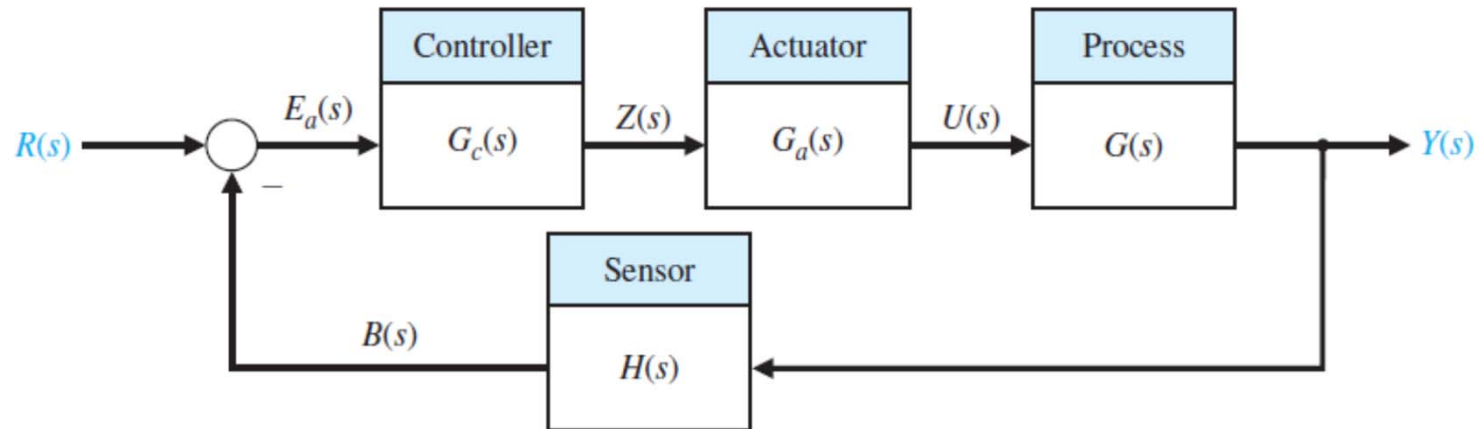 Controller
Actuator
Process
R(s)
E_a(s)
G_c(s)
Z(s)
G_a(s)
U(s)
G(s)
Y(s)
−
Sensor
B(s)
H(s)